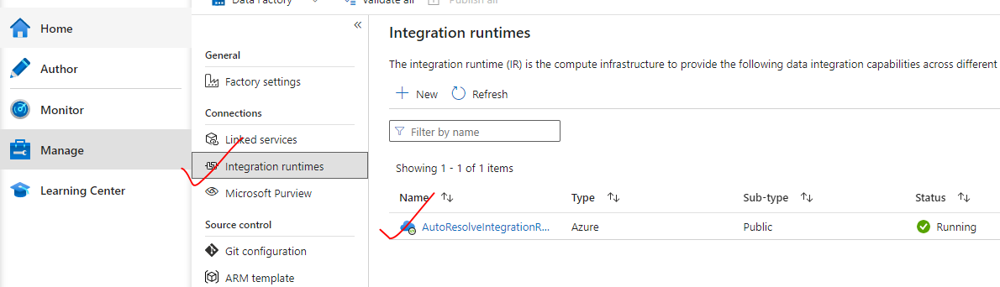 Data Factory
Validate all
Publish all
Home
Author
Monitor
Manage
Learning Center
«
General
Factory settings
Connections
Linked services
Integration runtimes
Microsoft Purview
Source control
Git configuration
ARM template
Integration runtimes
The integration runtime (IR) is the compute infrastructure to provide the following data integration capabilities across different
New Refresh
Filter by name
Showing 1 - 1 of 1 items
Name Type Sub-type Status
AutoResolveIntegrationR... Azure Public Running